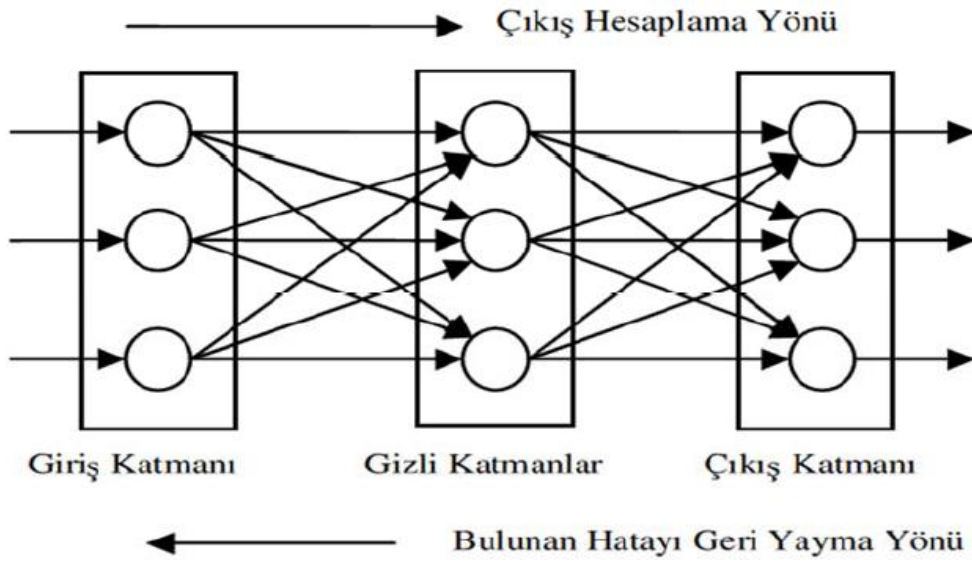 Çıkış Hesaplama Yönü
Giriş Katmanı
Gizli Katmanlar
Çıkış Katmanı
Bulunan Hatayı Geri Yayma Yönü